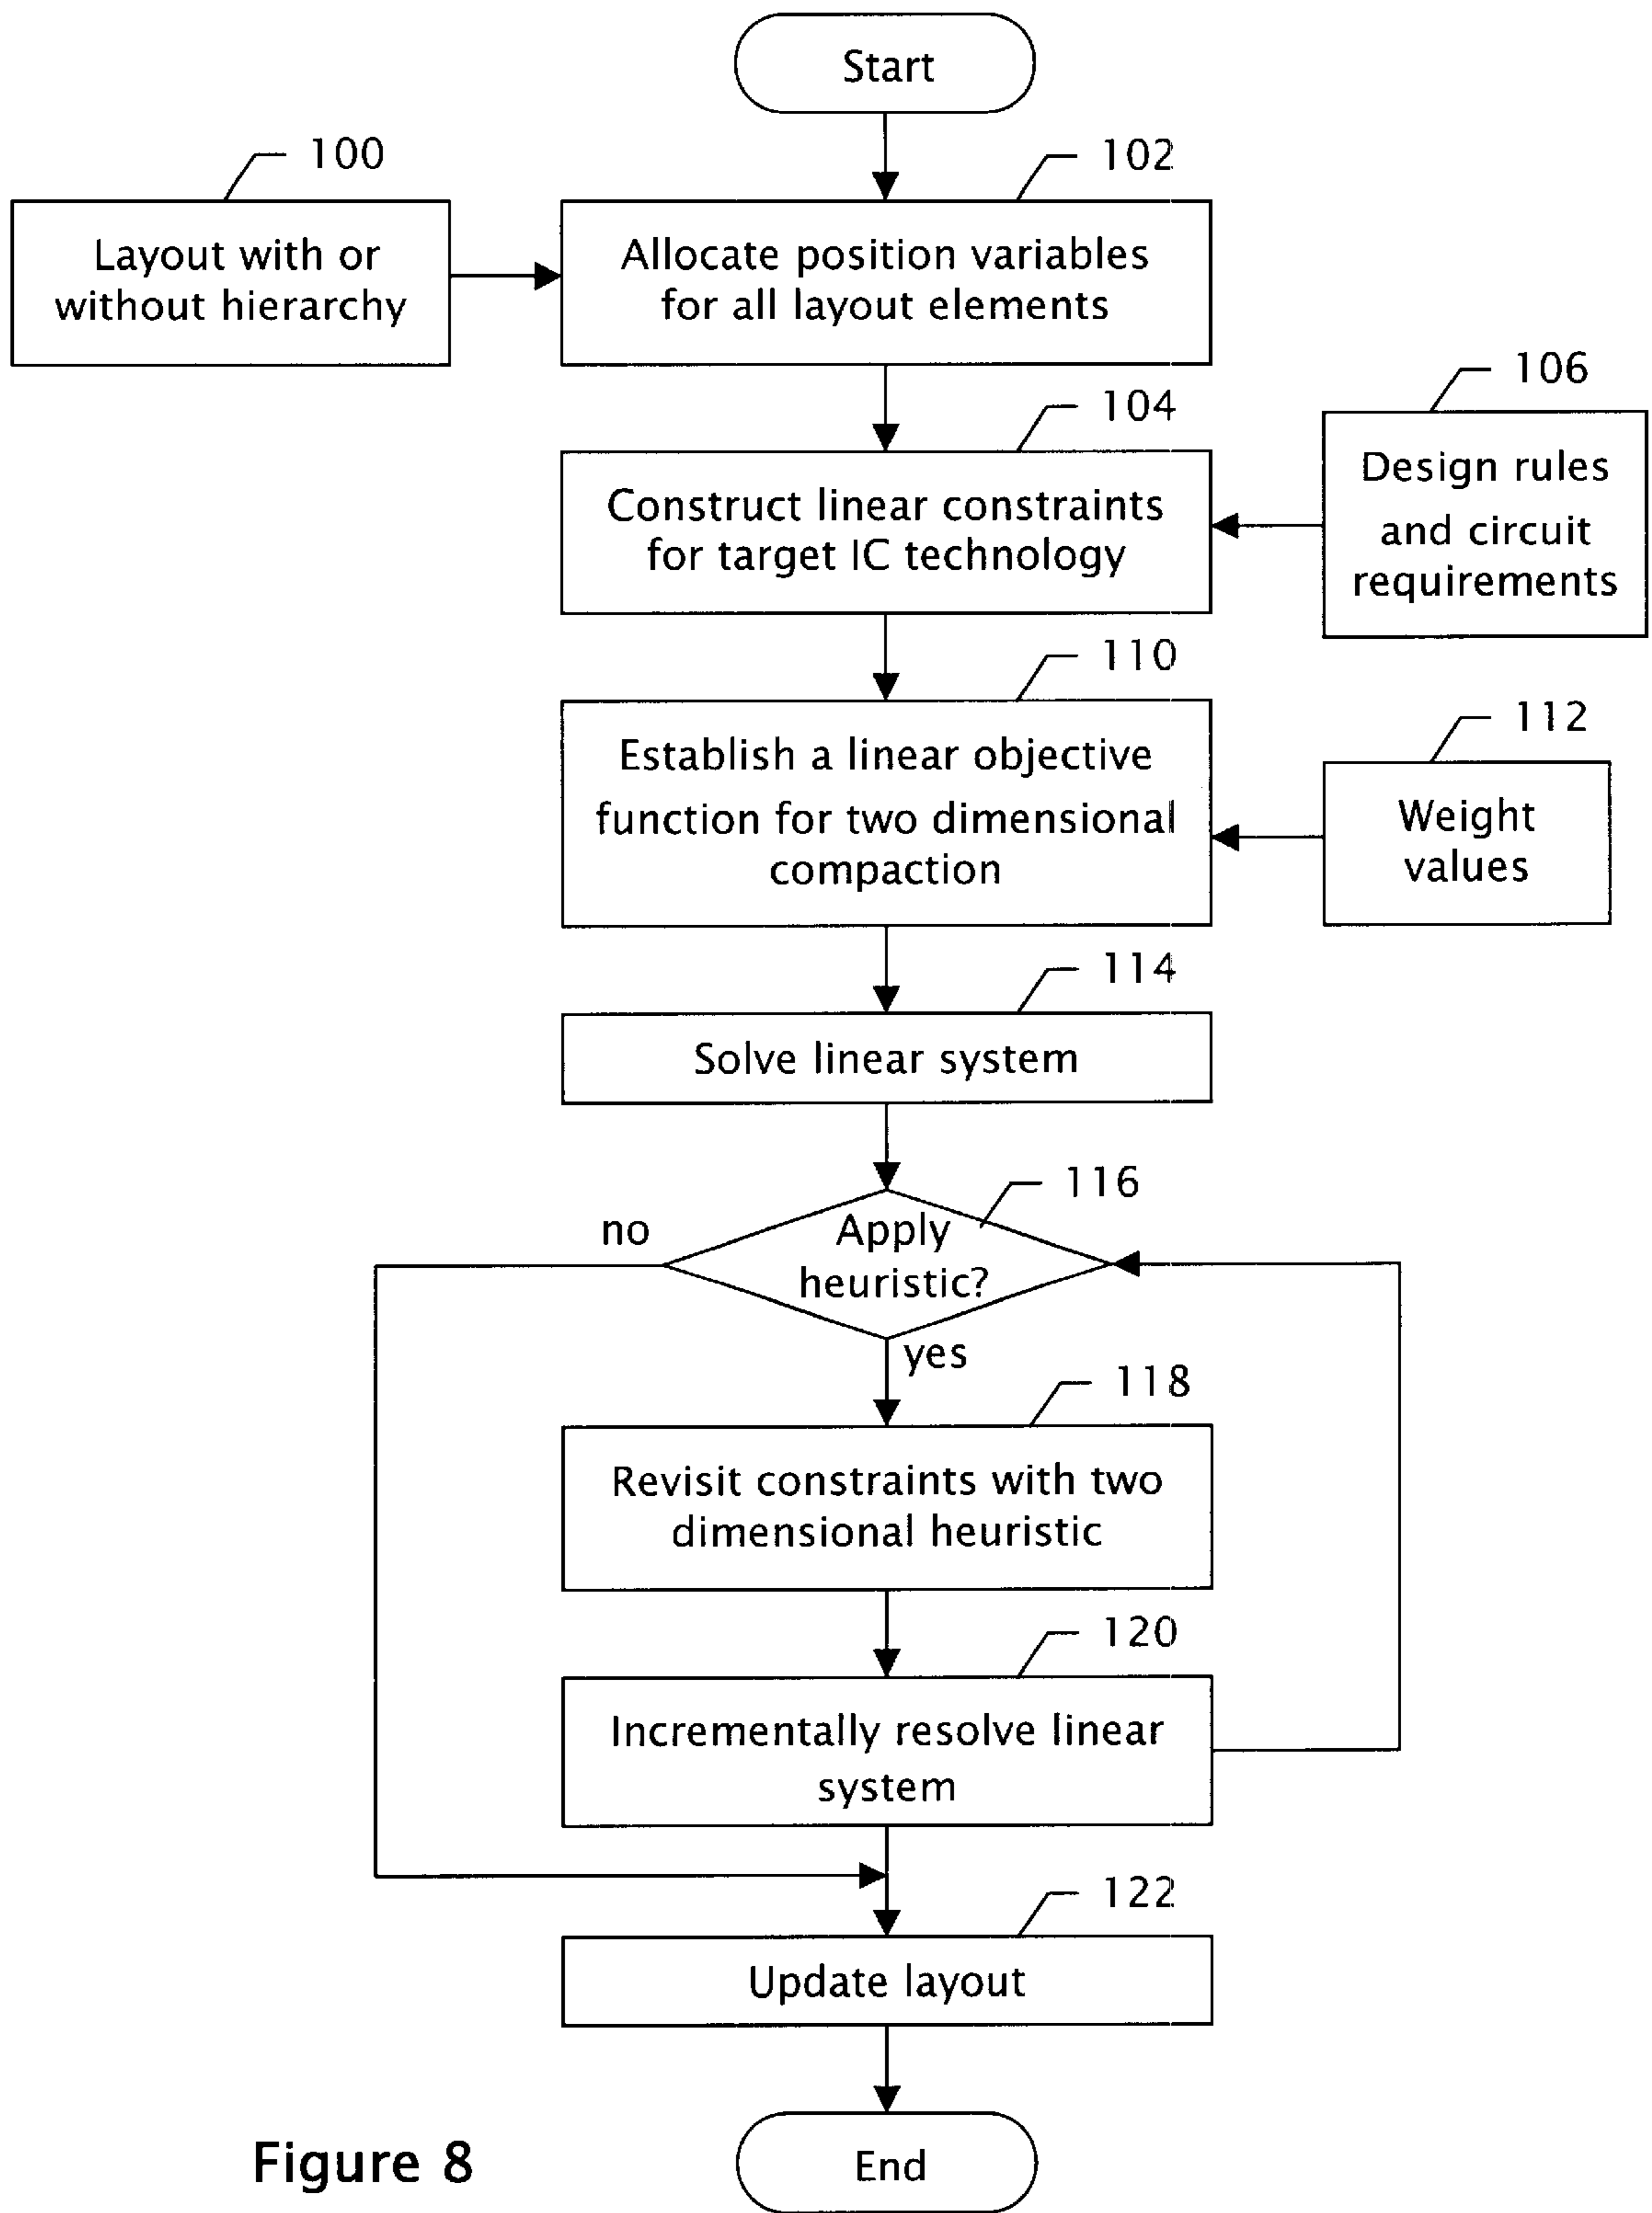 Start
100
102
Layout with or
without hierarchy
Allocate position variables
for all layout elements
106
104
Design rules
and circuit
requirements
Construct linear constraints
for target IC technology
110
112
Establish a linear objective
function for two dimensional
compaction
Weight
values
114
Solve linear system
116
no
Apply
heuristic?
yes
118
Revisit constraints with two
dimensional heuristic
120
Incrementally resolve linear
system
122
Update layout
End
Figure 8